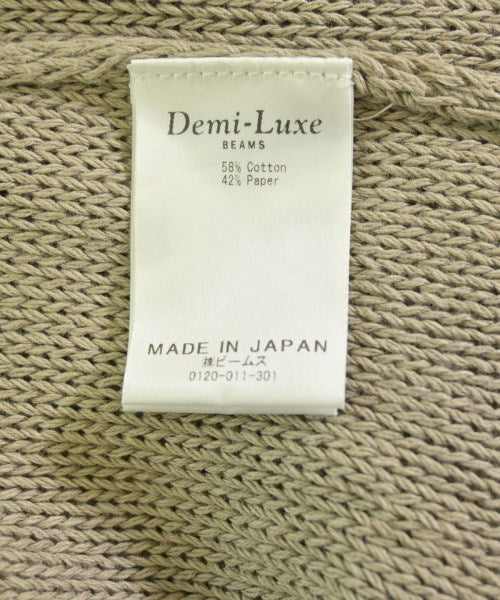 Demi-Luxe
BEAMS
58% Cotton
42% Paper
MADE IN JAPAN
㈱ビームス
0120-011-301